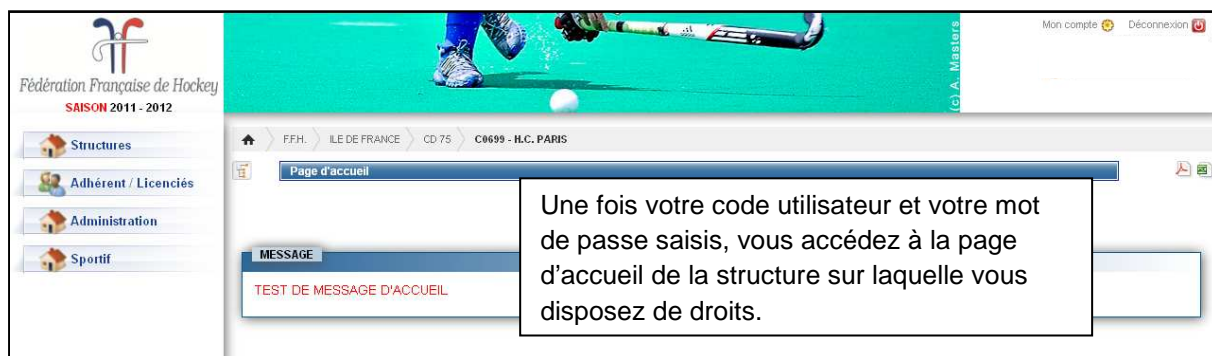 Fédération Française de Hockey
SAISON 2011 - 2012
(c) A. Masters
Mon compte
Déconnexion
Structures
Adhérent / Licenciés
Administration
Sportif
F.F.H. ILE DE FRANCE CD 75 C0699 - H.C. PARIS
Page d'accueil
MESSAGE
TEST DE MESSAGE D'ACCUEIL
Une fois votre code utilisateur et votre mot
de passe saisis, vous accédez à la page
d'accueil de la structure sur laquelle vous
disposez de droits.